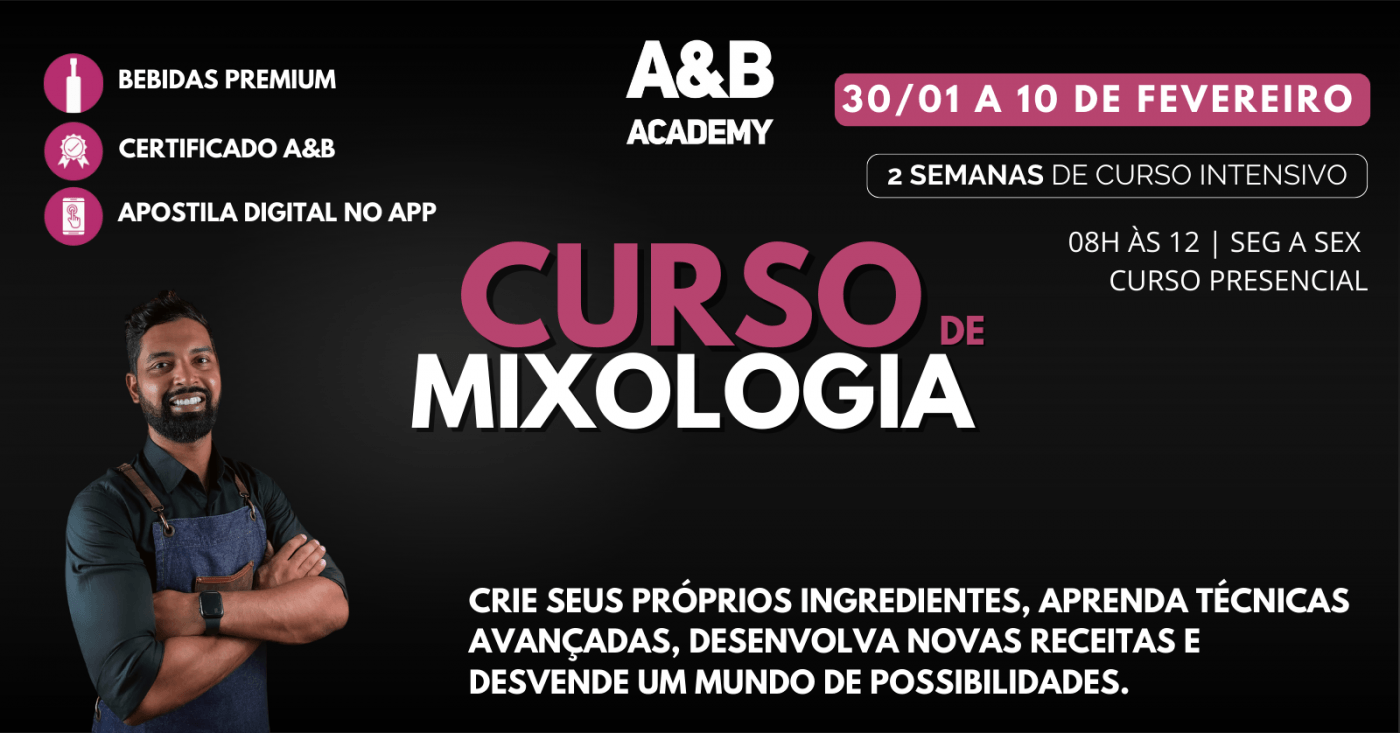 BEBIDAS PREMIUM
CERTIFICADO A&B
APOSTILA DIGITAL NO APP
A&B
ACADEMY
30/01 A 10 DE FEVEREIRO
2 SEMANAS DE CURSO INTENSIVO
08H ÀS 12 | SEG A SEX
CURSO PRESENCIAL
CURSO DE
MIXOLOGIA
CRIE SEUS PRÓPRIOS INGREDIENTES, APRENDA TÉCNICAS
AVANÇADAS, DESENVOLVA NOVAS RECEITAS E
DESVENDE UM MUNDO DE POSSIBILIDADES.